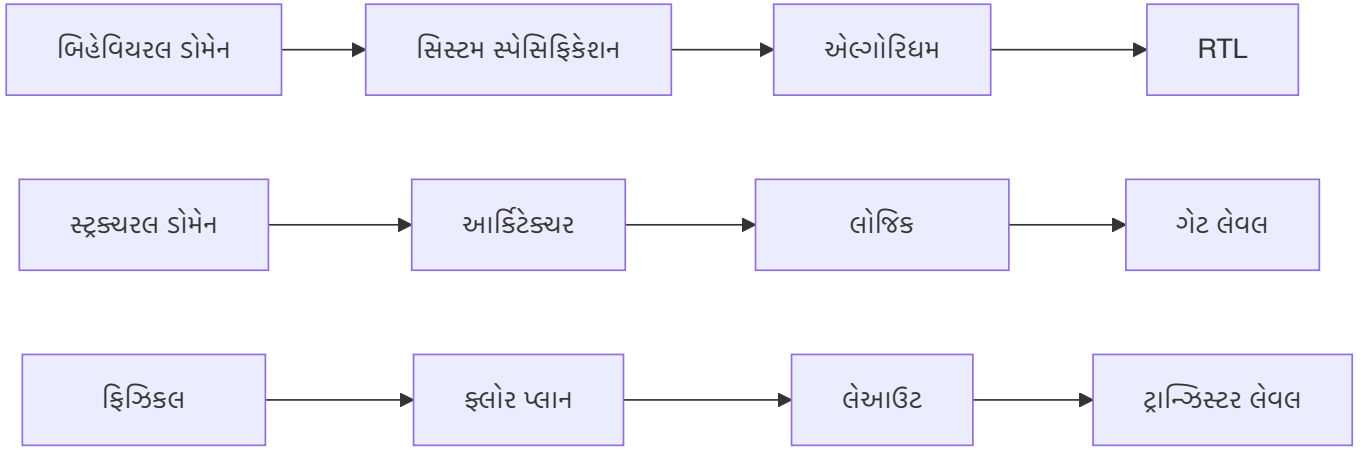 બિહેવિયરલ ડોમેન
સિસ્ટમ સ્પેસિફિકેશન
એલ્ગોરિધમ
RTL
સ્ટ્રક્ચરલ ડોમેન
આર્કિટેક્ચર
લોજિક
ગેટ લેવલ
ફિઝિકલ
ફ્લોર પ્લાન
લેઆઉટ
ટ્રાન્ઝિસ્ટર લેવલ